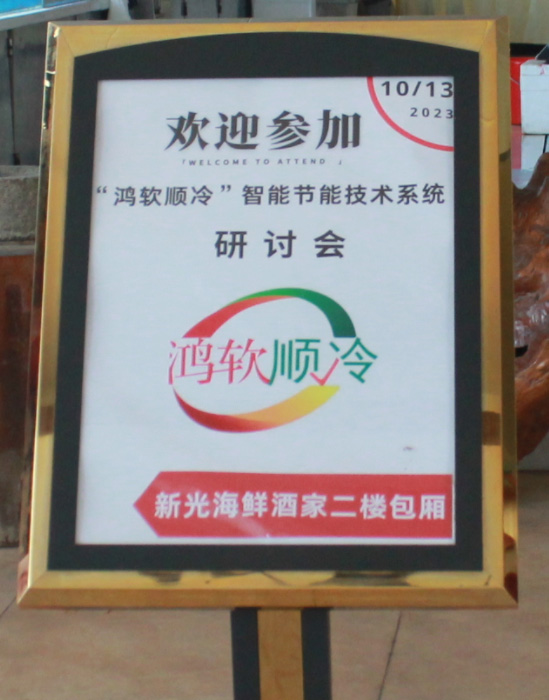 10/13
2023
欢迎参加
「WELCOME TO ATTEND 」
“鸿软顺冷”智能节能技术系统
研讨会
鸿软顺冷
新光海鲜酒家二楼包厢